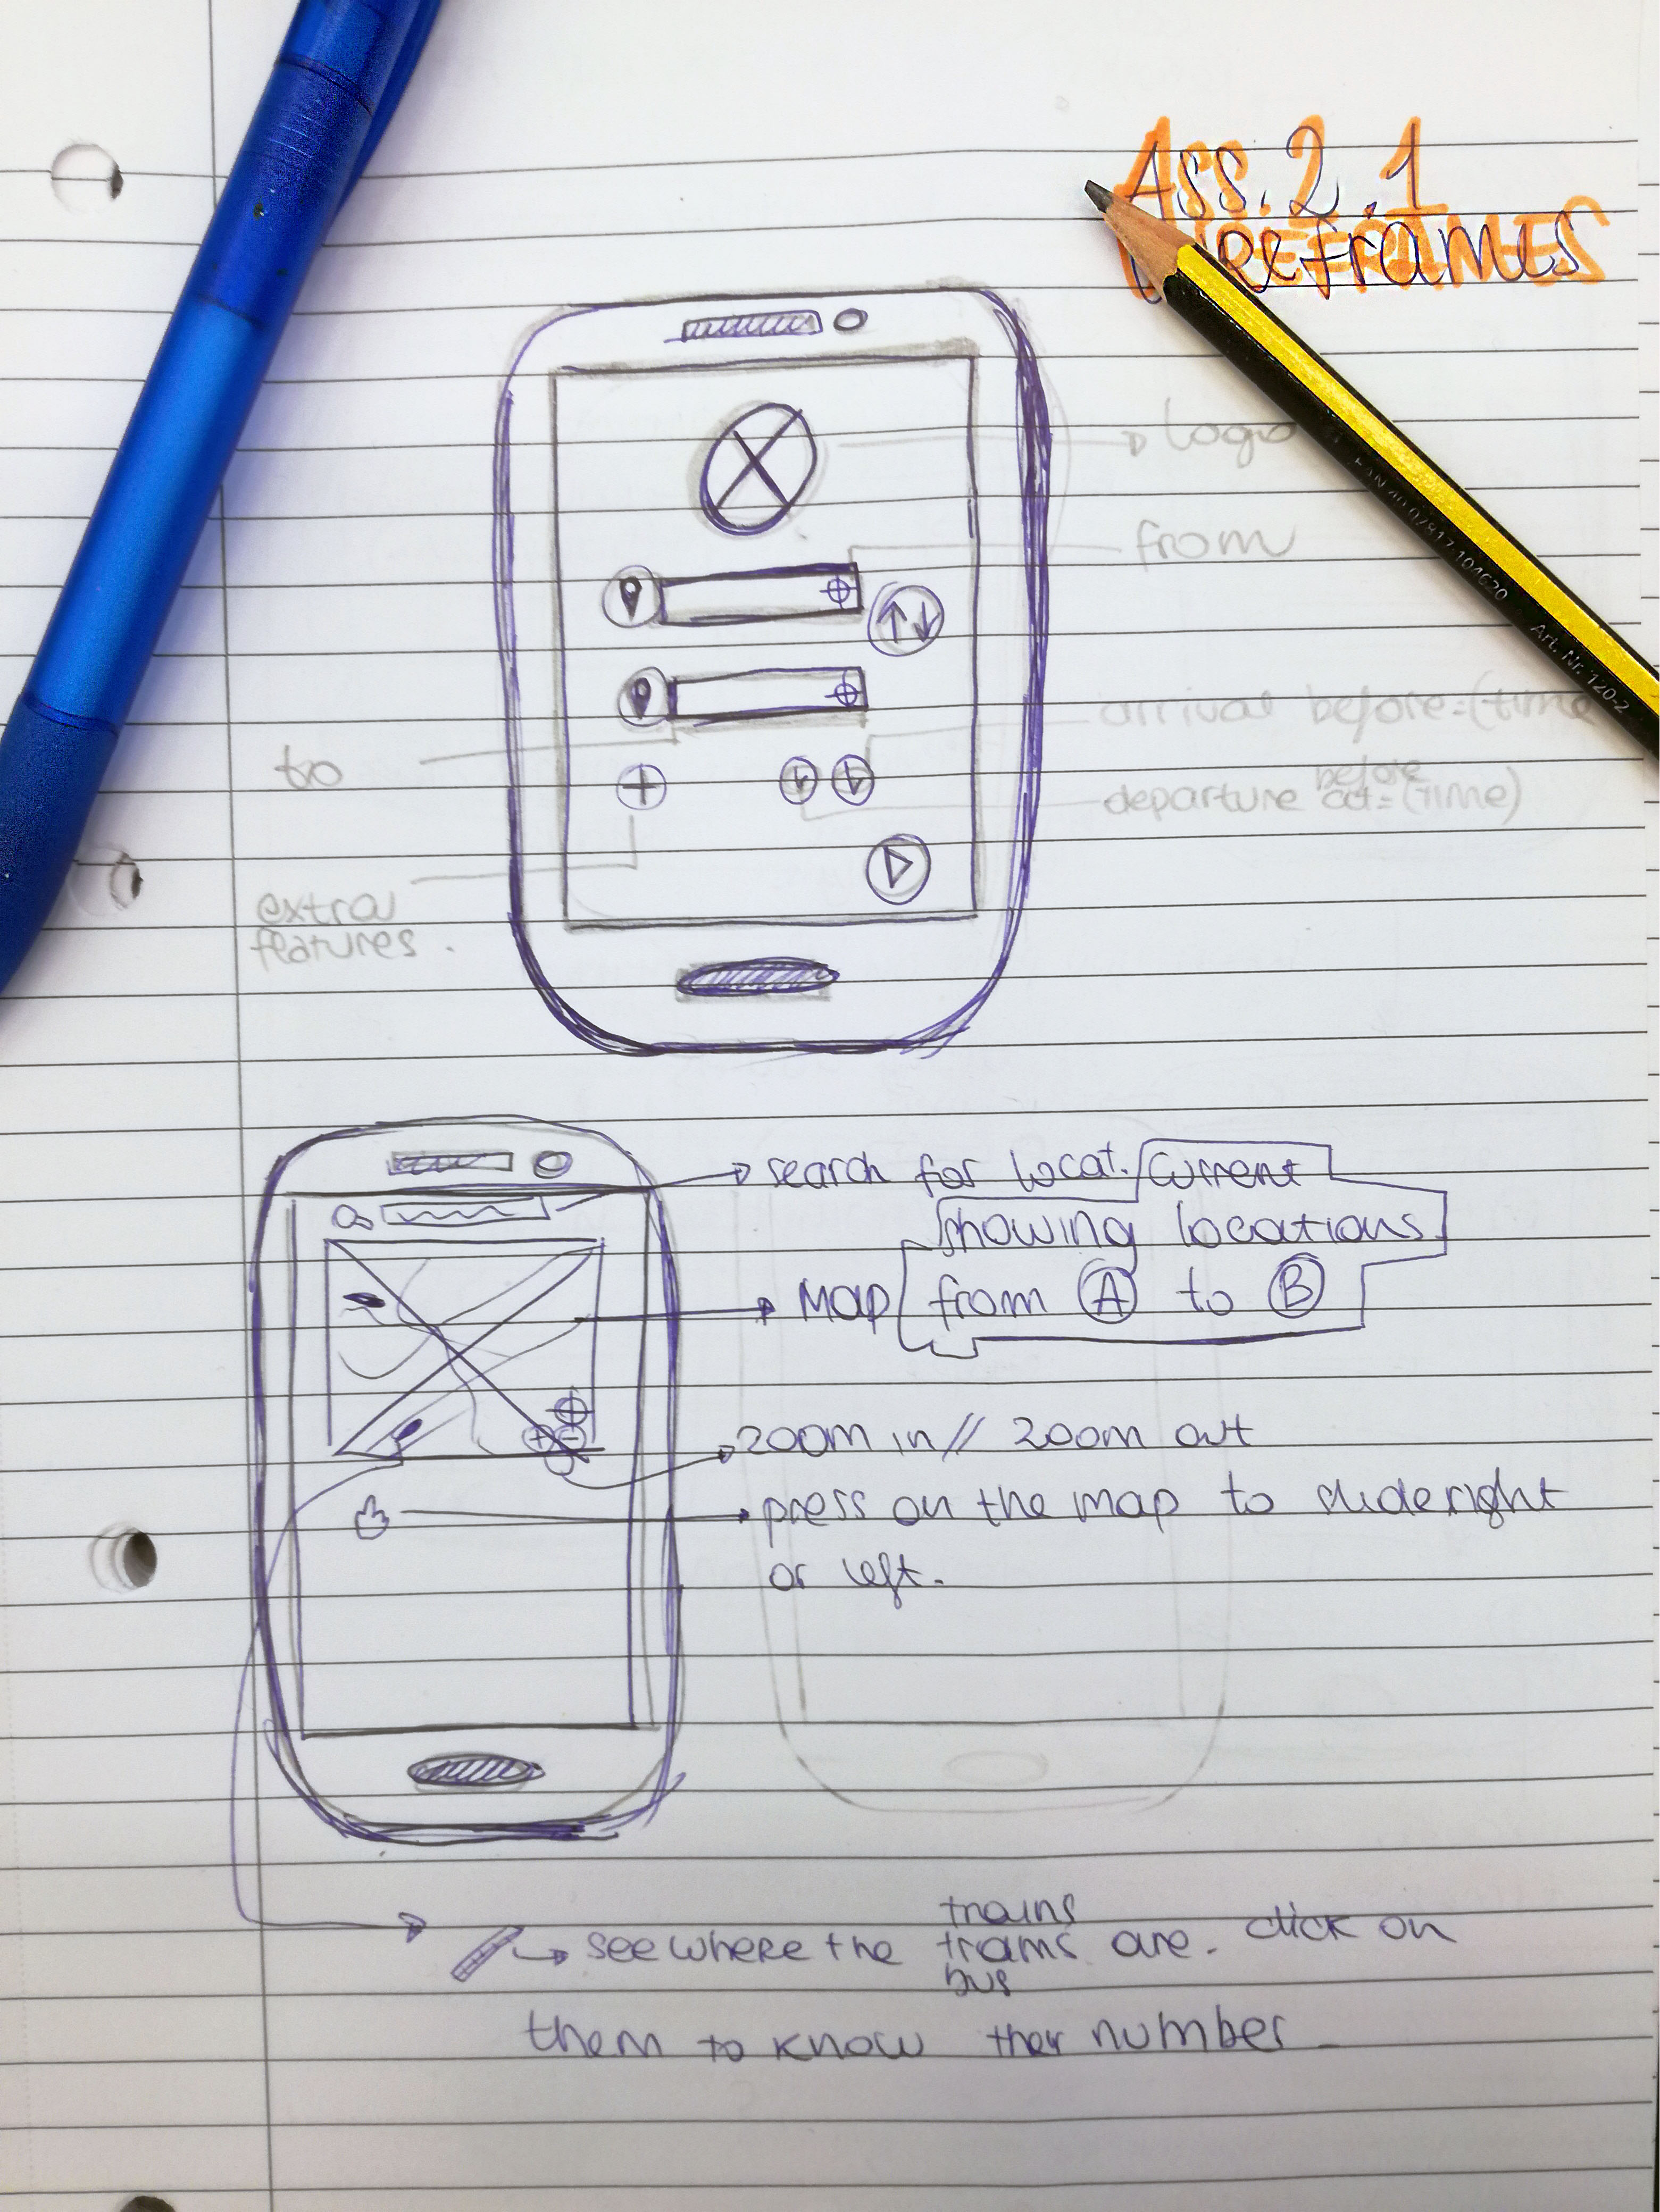 Ass. 2.1
WIREFRAMES
Logo
from
to
arrival before:(time
before
departure at:(Time)
extra
features.
search for locat. Current
showing locations
Map from A to B
zoom in // zoom out
press on the map to slide right
or left.
trains
see where the trams are. click on
bus
them to know their number
EAN 40 07817 104620
Art. Nr. 120-2